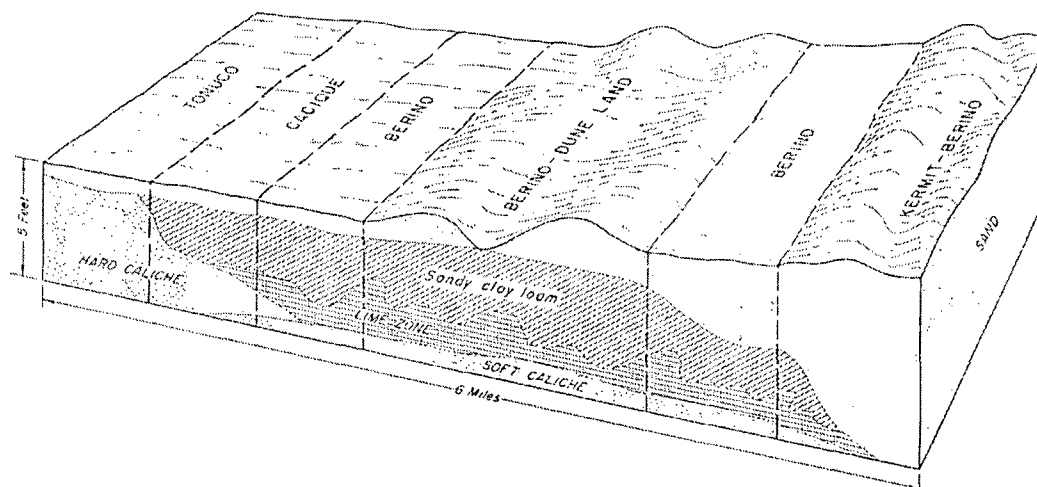 TONUCO
CACIQUE
BERINO
BERINO-DUNE LAND
BERINO
KERMIT-BERINO
SAND
5 Feet
HARD CALICHE
Sandy clay loam
LIME ZONE
SOFT CALICHE
6 Miles